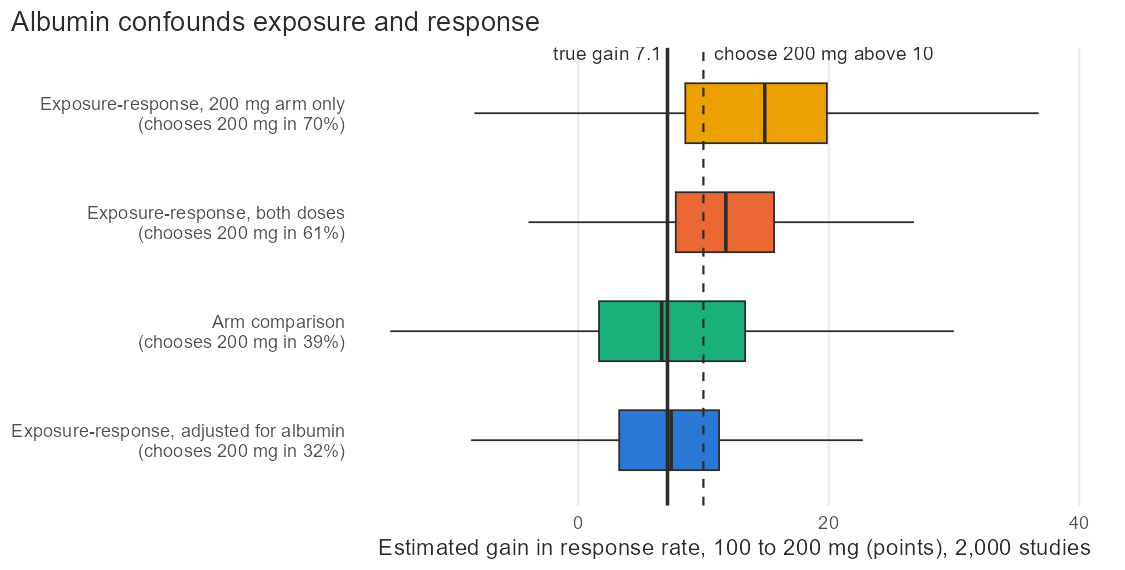 Albumin confounds exposure and response
true gain 7.1
choose 200 mg above 10
Exposure-response, 200 mg arm only
(chooses 200 mg in 70%)
Exposure-response, both doses
(chooses 200 mg in 61%)
Arm comparison
(chooses 200 mg in 39%)
Exposure-response, adjusted for albumin
(chooses 200 mg in 32%)
0
20
40
Estimated gain in response rate, 100 to 200 mg (points), 2,000 studies